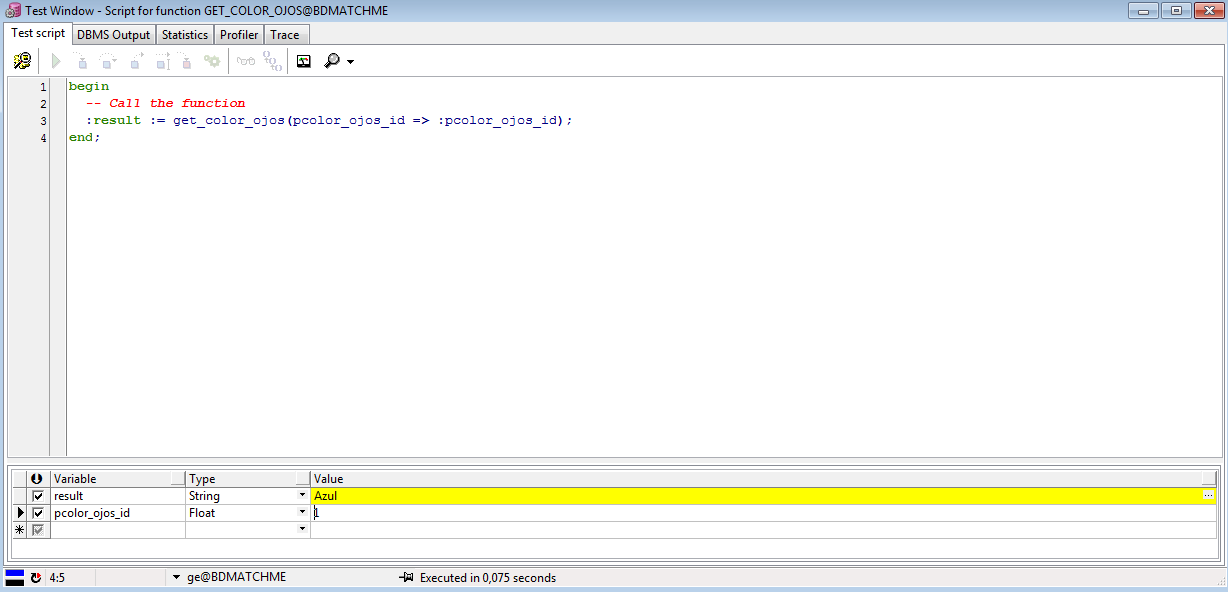 Test Window - Script for function GET_COLOR_OJOS@BDMATCHME
Test script DBMS Output Statistics Profiler Trace
1 begin
2 -- Call the function
3 :result := get_color_ojos(pcolor_ojos_id => :pcolor_ojos_id);
4 end;
Variable Type Value
result String Azul
pcolor_ojos_id Float 1
4:5 ge@BDMATCHME Executed in 0,075 seconds